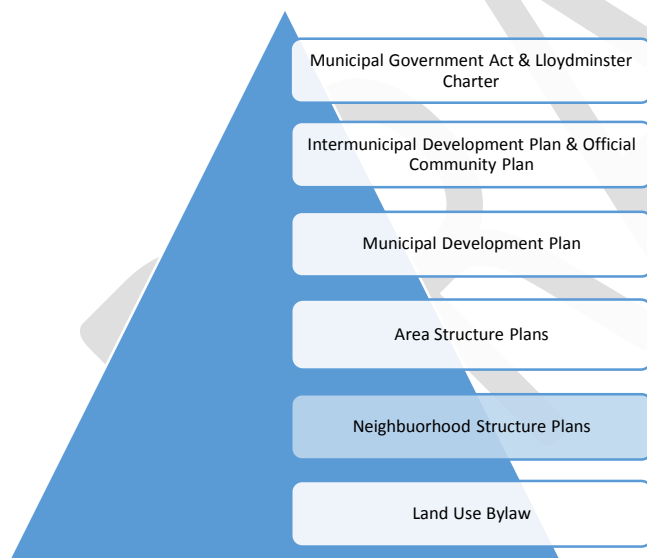 Municipal Government Act & Lloydminster
Charter
Intermunicipal Development Plan & Official
Community Plan
Municipal Development Plan
Area Structure Plans
Neighbuorhood Structure Plans
Land Use Bylaw